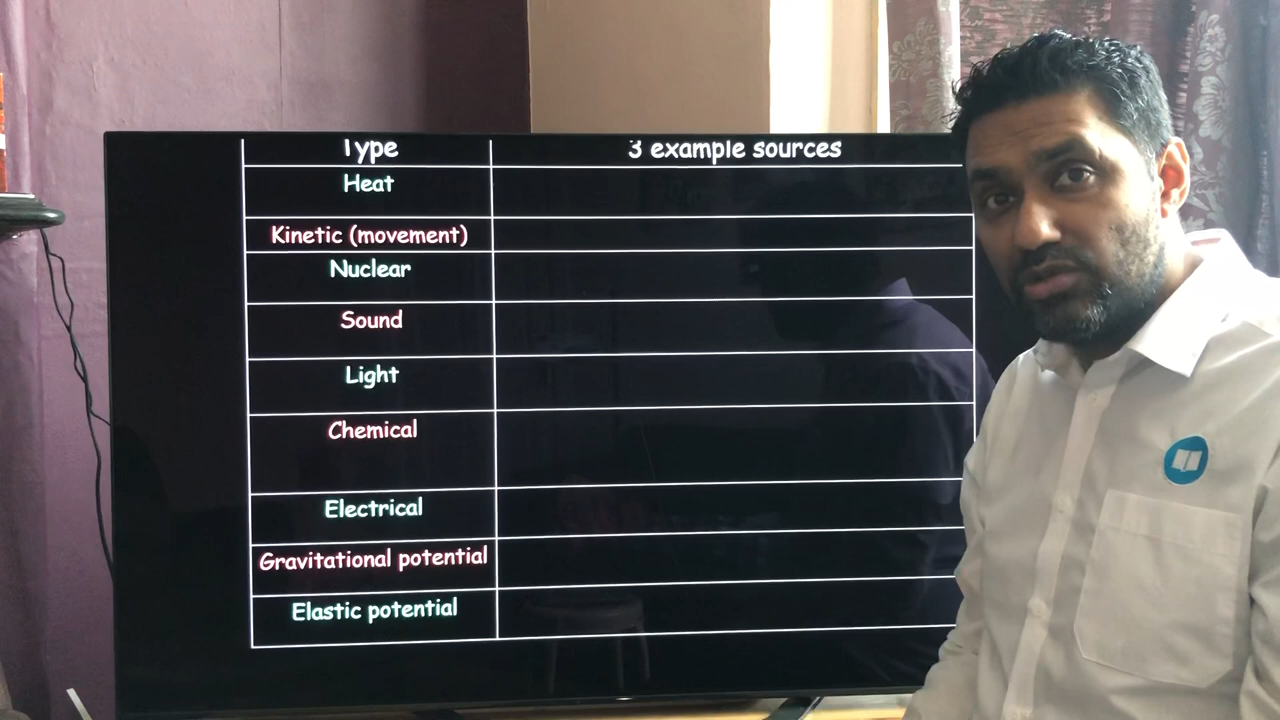 Type 3 example sources
Heat
Kinetic (movement)
Nuclear
Sound
Light
Chemical
Electrical
Gravitational potential
Elastic potential